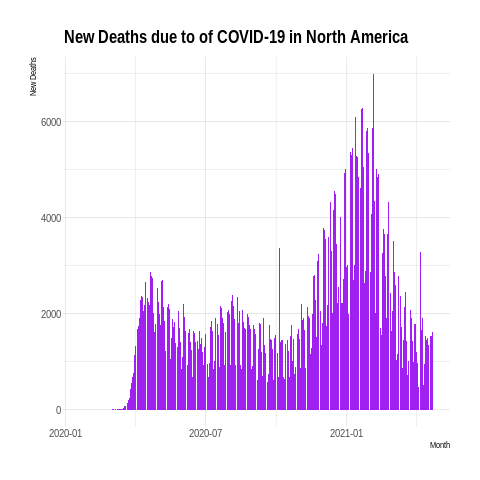 New Deaths due to of COVID-19 in North America
New Deaths
6000
4000
2000
0
2020-01
2020-07
2021-01
Month